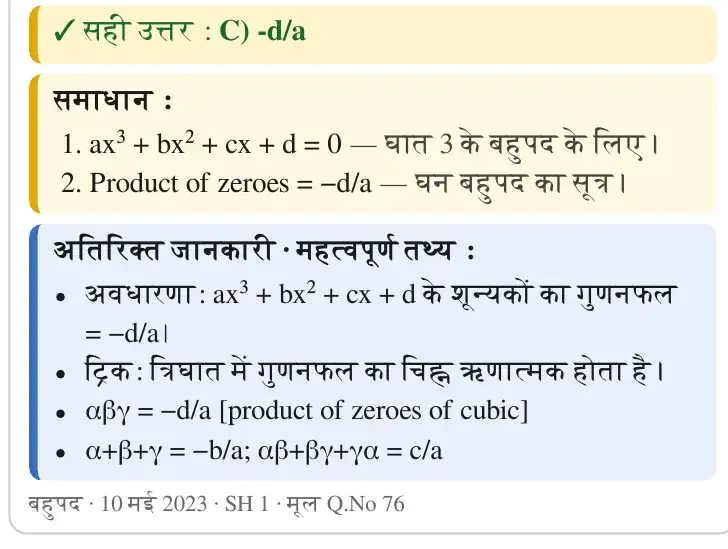 ✓ सही उत्तर : C) -d/a
समाधान :
1. ax³ + bx² + cx + d = 0 — घात 3 के बहुपद के लिए।
2. Product of zeroes = −d/a — घन बहुपद का सूत्र।
अतिरिक्त जानकारी · महत्वपूर्ण तथ्य :
• अवधारणा : ax³ + bx² + cx + d के शून्यकों का गुणनफल
= −d/a।
• ट्रिक : त्रिघात में गुणनफल का चिह्न ऋणात्मक होता है।
• αβγ = −d/a [product of zeroes of cubic]
• α+β+γ = −b/a; αβ+βγ+γα = c/a
बहुपद · 10 मई 2023 · SH 1 · मूल Q.No 76